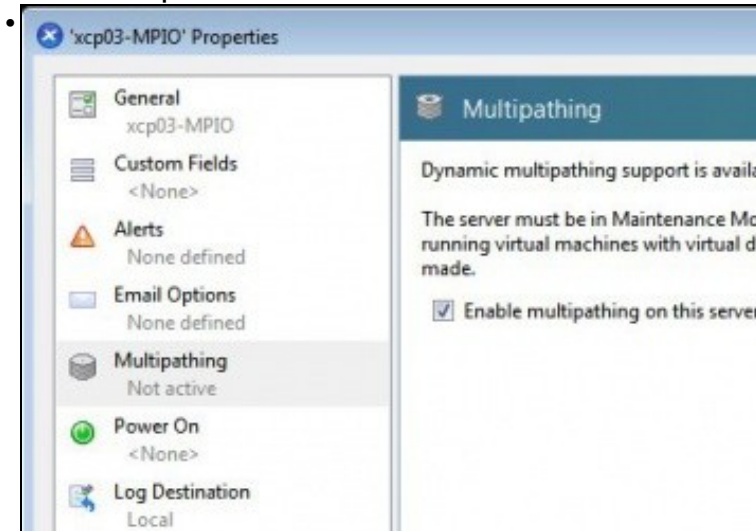 'xcp03-MPIO' Properties
General
xcp03-MPIO
Custom Fields
<None>
Alerts
None defined
Email Options
None defined
Multipathing
Not active
Power On
<None>
Log Destination
Local
Multipathing
Dynamic multipathing support is
The server must be in Maintenance
running virtual machines with virtual
made.
Enable multipathing on this server